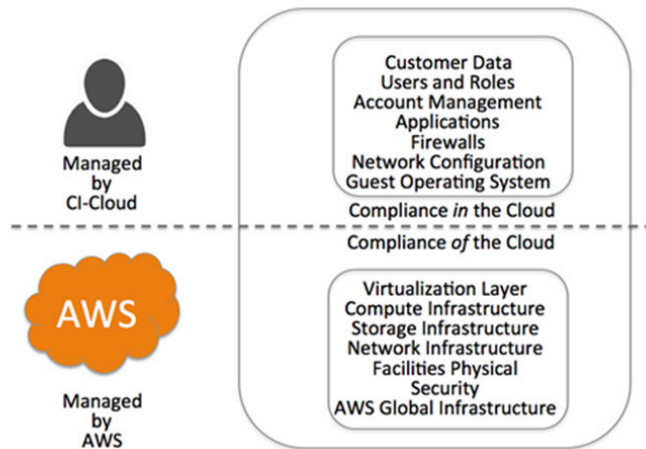 Customer Data
Users and Roles
Account Management
Applications
Firewalls
Network Configuration
Guest Operating System
Managed
by
CI-Cloud
Compliance in the Cloud
Compliance of the Cloud
AWS
Managed
by
AWS
Virtualization Layer
Compute Infrastructure
Storage Infrastructure
Network Infrastructure
Facilities Physical
Security
AWS Global Infrastructure